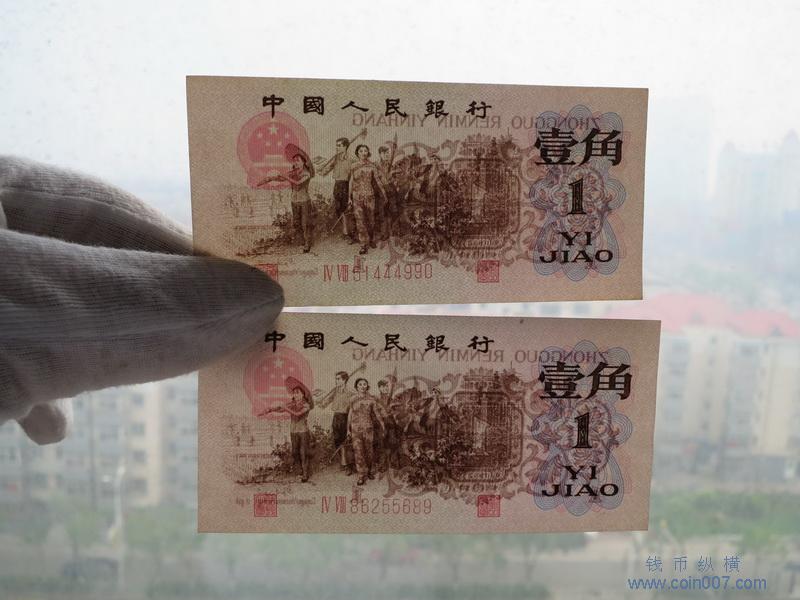 中國人民銀行
ZHONGGUO RENMIN YINHANG
壹角
1
YI
JIAO
IV VIII 51444990
中國人民銀行
ZHONGGUO RENMIN YINHANG
壹角
1
YI
JIAO
IV VIII 86255689
钱币纵横
www.coin007.com